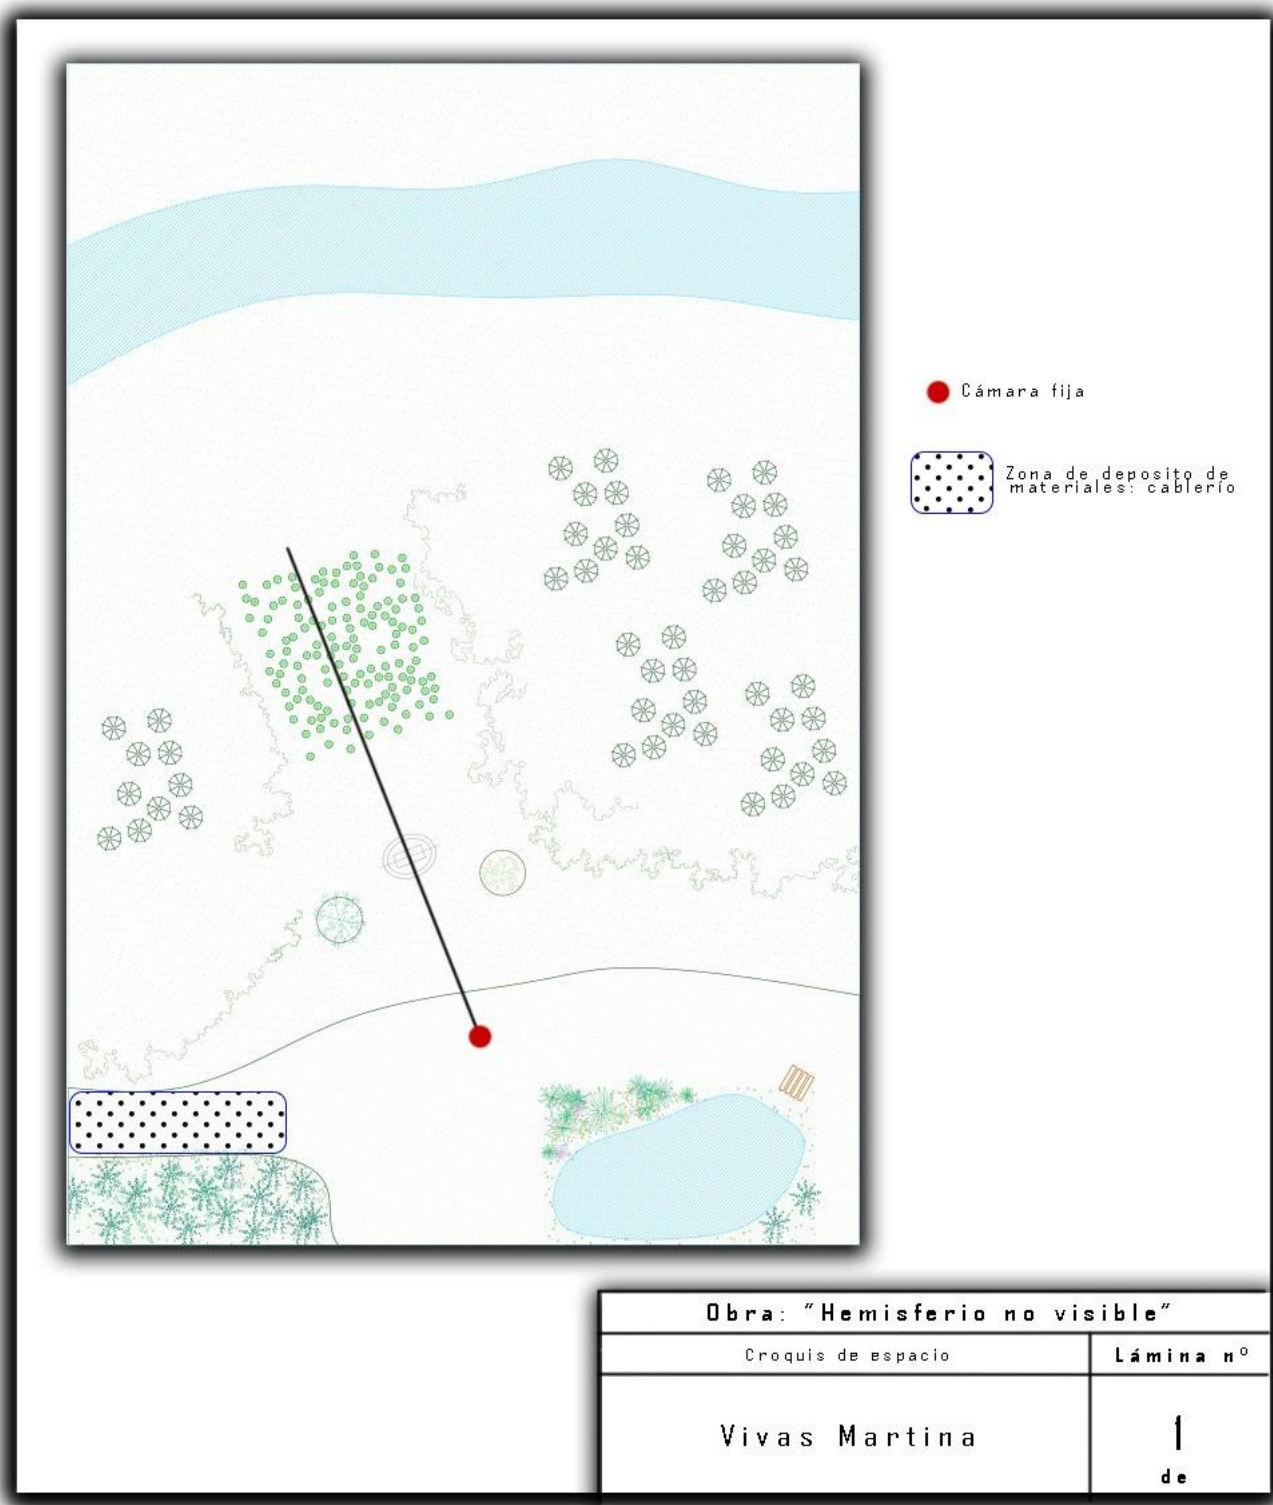 Cámara fija
Zona de deposito de
materiales: cablerío
Obra: "Hemisferio no visible"
Croquis de espacio
Lámina nº
Vivas Martina
1
de